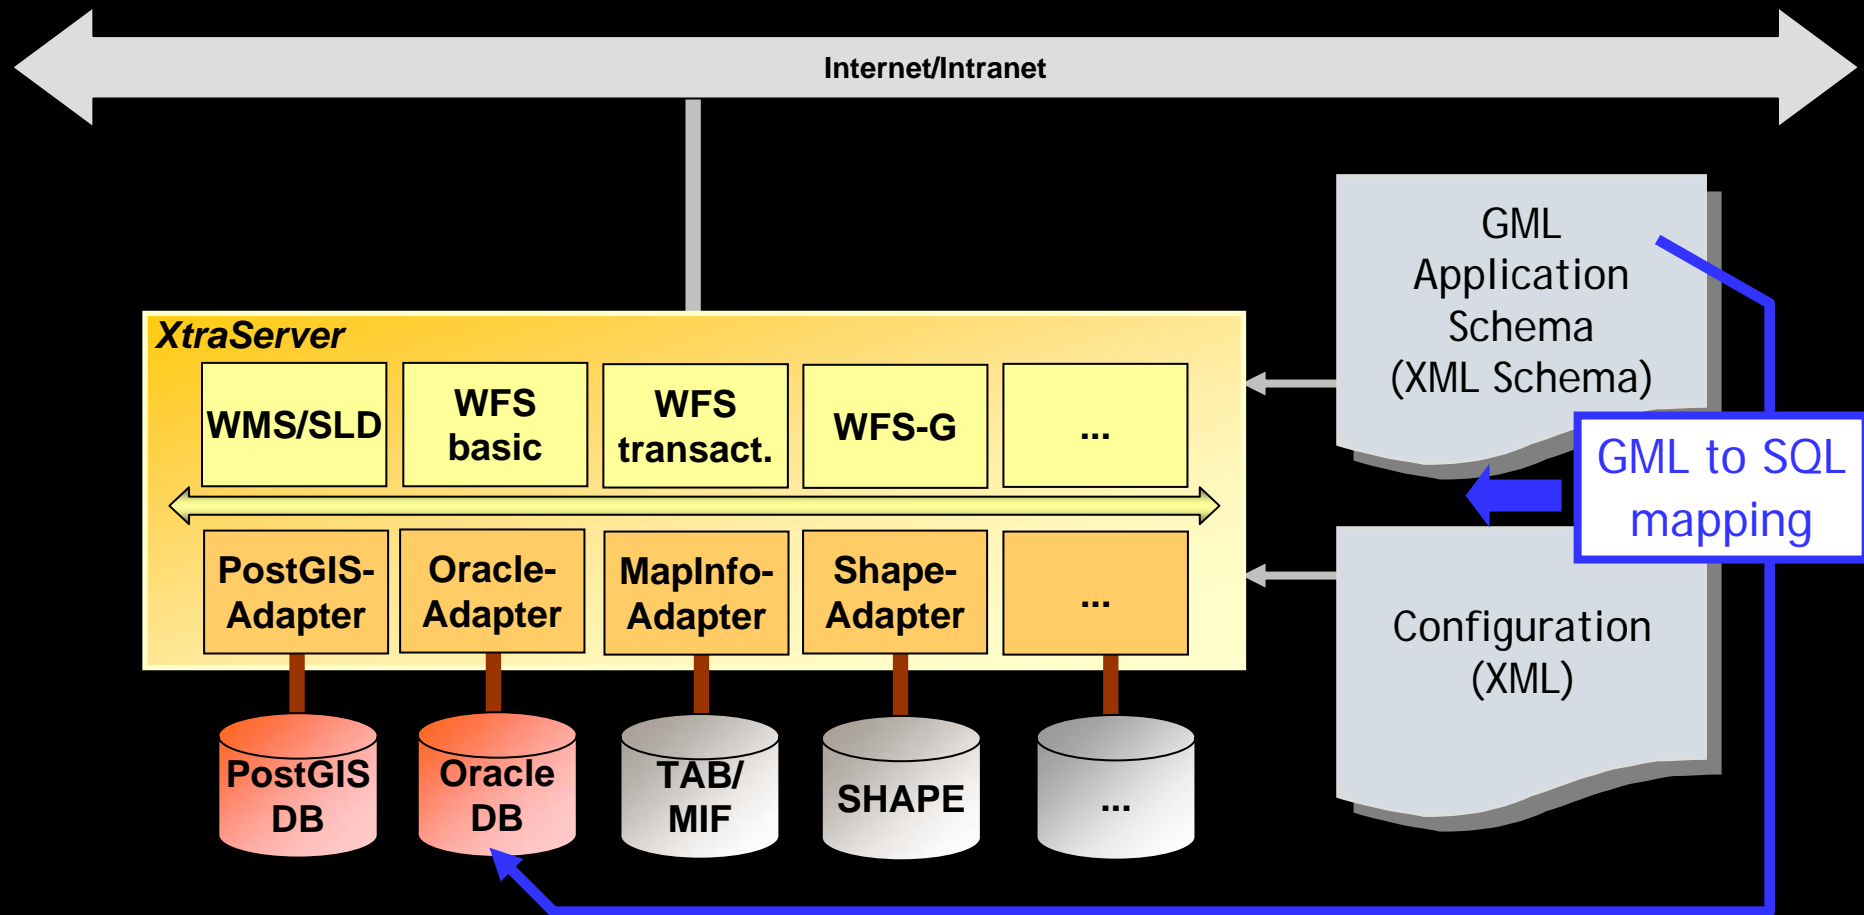 Internet/Intranet
GML
Application
Schema
(XML Schema)
XtraServer
WMS/SLD
WFS
basic
WFS
transact.
WFS-G
...
GML to SQL
mapping
PostGIS-
Adapter
Oracle-
Adapter
MapInfo-
Adapter
Shape-
Adapter
...
Configuration
(XML)
PostGIS
DB
Oracle
DB
TAB/
MIF
SHAPE
...